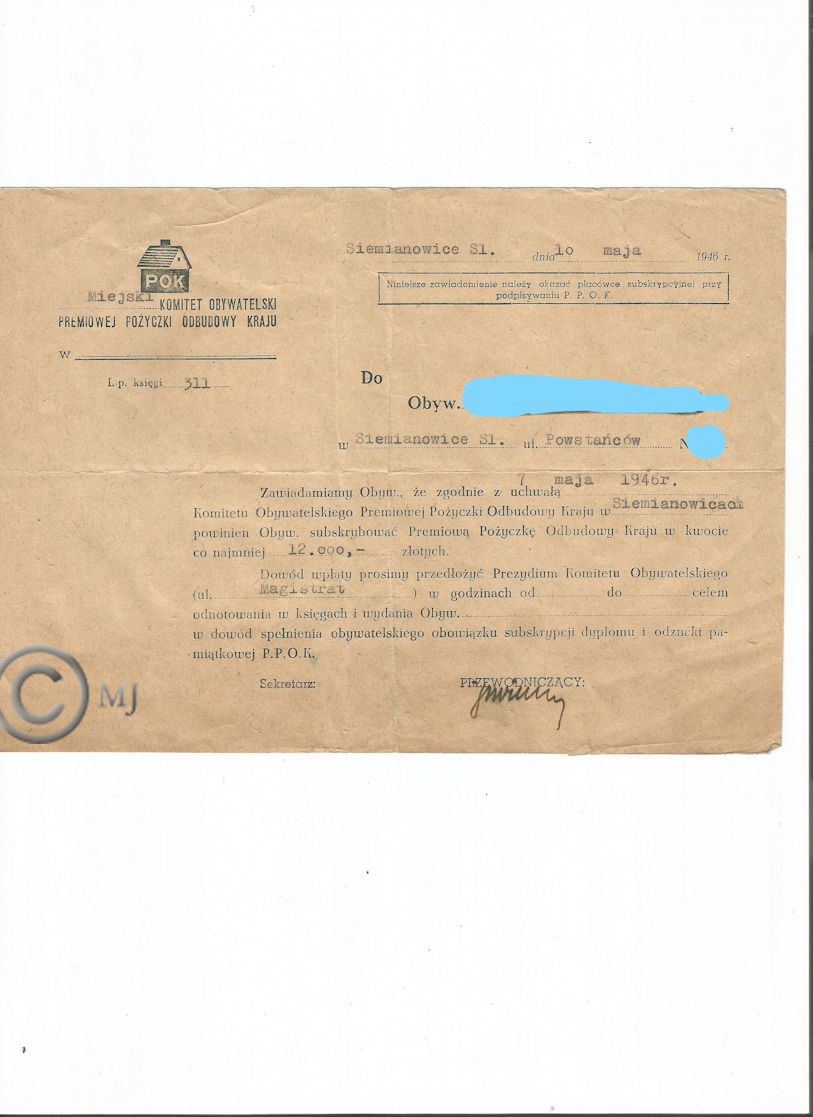 Siemianowice Sl. dnia 10 maja 1946 r.
Niniejsze zawiadomienie należy okazać placówce subskrypcyjnej przy
podpisywaniu P. P. O. K.
POK
Miejski KOMITET OBYWATELSKI
PREMIOWEJ POŻYCZKI ODBUDOWY KRAJU
W
L.p. księgi 311
Do
Obyw.
w Siemianowice Sl. ul. Powstańców N
Zawiadamiamy Obyw., że zgodnie z uchwałą 7 maja 1946r.
Komitetu Obywatelskiego Premiowej Pożyczki Odbudowy Kraju w Siemianowicach
powinien Obyw. subskrybować Premiową Pożyczkę Odbudowy Kraju w kwocie
co najmniej 12.000,- złotych.
Dowód wpłaty prosimy przedłożyć Prezydium Komitetu Obywatelskiego
(ul. Magistrat ) w godzinach od do celem
odnotowania w księgach i wydania Obyw.
w dowód spełnienia obywatelskiego obowiązku subskrypcji dyplomu i odznaki pa-
miątkowej P.P.O.K.
Sekretarz: PRZEWODNICZĄCY:
© MJ